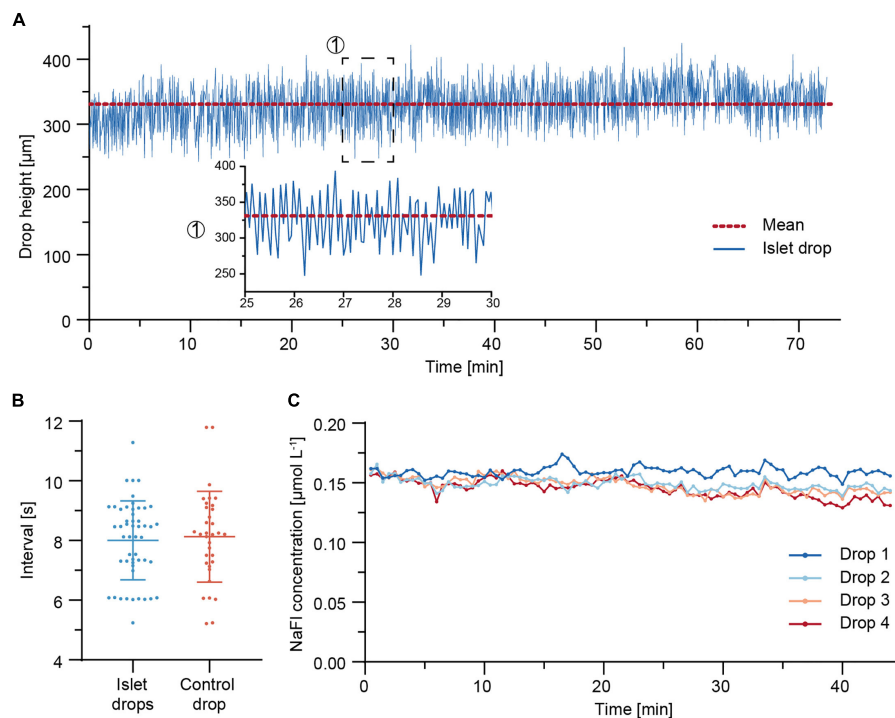 A
Drop height [µm]
400
300
200
100
0
①
①
400
350
300
250
25 26 27 28 29 30
Mean
Islet drop
0 10 20 30 40 50 60 70
Time [min]
B
Interval [s]
12
10
8
6
4
Islet
drops
Control
drop
C
NaFl concentration [µmol L⁻¹]
0.20
0.15
0.10
0.05
0.00
Drop 1
Drop 2
Drop 3
Drop 4
0 10 20 30 40
Time [min]